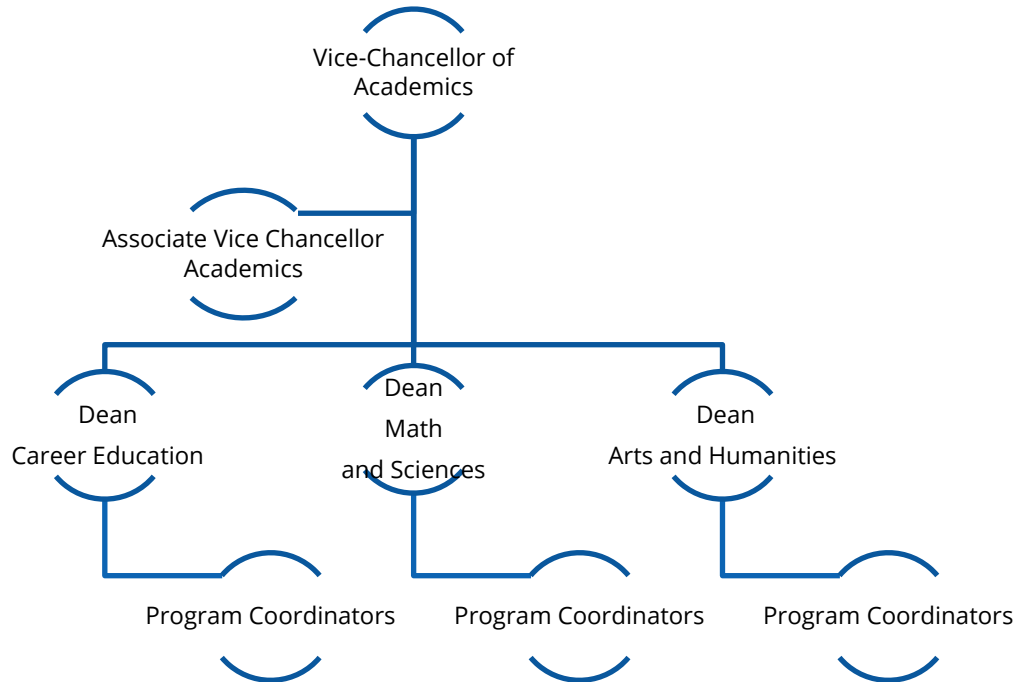 Vice-Chancellor of
Academics
Associate Vice Chancellor
Academics
Dean
Career Education
Dean
Math
and Sciences
Dean
Arts and Humanities
Program Coordinators
Program Coordinators
Program Coordinators